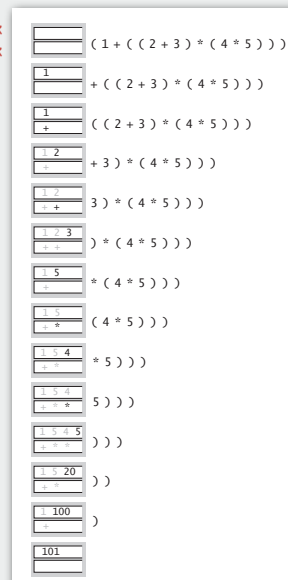 ( 1 + ( ( 2 + 3 ) * ( 4 * 5 ) ) )
1
+ ( ( 2 + 3 ) * ( 4 * 5 ) ) )
1
+
( ( 2 + 3 ) * ( 4 * 5 ) ) )
1 2
+
+ 3 ) * ( 4 * 5 ) ) )
1 2
+ +
3 ) * ( 4 * 5 ) ) )
1 2 3
+ +
) * ( 4 * 5 ) ) )
1 5
+
* ( 4 * 5 ) ) )
1 5
+ *
( 4 * 5 ) ) )
1 5 4
+ *
* 5 ) ) )
1 5 4
+ * *
5 ) ) )
1 5 4 5
+ * *
) ) )
1 5 20
+ *
) )
1 100
+
)
101